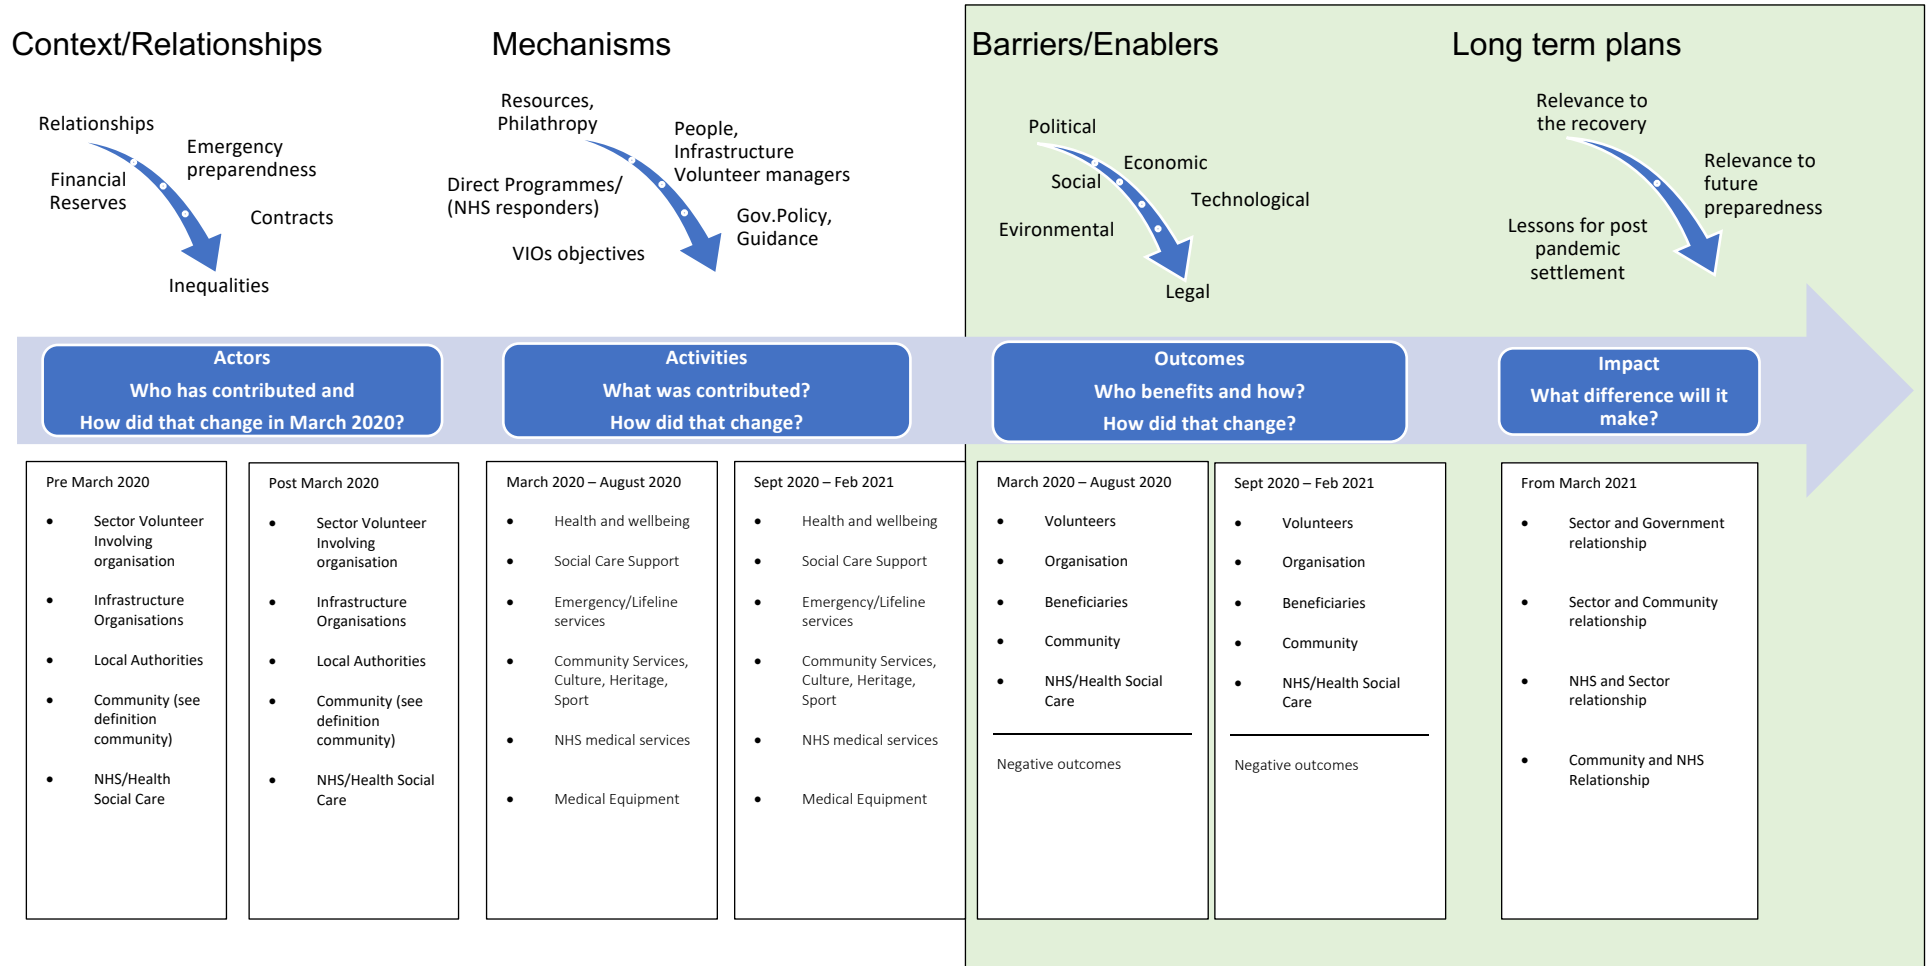 Context/Relationships
Relationships
Emergency
preparendness
Financial
Reserves
Contracts
Inequalities
Mechanisms
Resources,
Philathropy
People,
Infrastructure
Volunteer managers
Direct Programmes/
(NHS responders)
Gov.Policy,
Guidance
VIOs objectives
Barriers/Enablers
Political
Economic
Social
Technological
Evironmental
Legal
Long term plans
Relevance to
the recovery
Relevance to
future
preparedness
Lessons for post
pandemic
settlement
Actors
Who has contributed and
How did that change in March 2020?
Activities
What was contributed?
How did that change?
Outcomes
Who benefits and how?
How did that change?
Impact
What difference will it
make?
Pre March 2020
• Sector Volunteer
Involving
organisation
• Infrastructure
Organisations
• Local Authorities
• Community (see
definition
community)
• NHS/Health
Social Care
Post March 2020
• Sector Volunteer
Involving
organisation
• Infrastructure
Organisations
• Local Authorities
• Community (see
definition
community)
• NHS/Health Social
Care
March 2020 – August 2020
• Health and wellbeing
• Social Care Support
• Emergency/Lifeline
services
• Community Services,
Culture, Heritage,
Sport
• NHS medical services
• Medical Equipment
Sept 2020 – Feb 2021
• Health and wellbeing
• Social Care Support
• Emergency/Lifeline
services
• Community Services,
Culture, Heritage,
Sport
• NHS medical services
• Medical Equipment
March 2020 – August 2020
• Volunteers
• Organisation
• Beneficiaries
• Community
• NHS/Health Social
Care
Negative outcomes
Sept 2020 – Feb 2021
• Volunteers
• Organisation
• Beneficiaries
• Community
• NHS/Health Social
Care
Negative outcomes
From March 2021
• Sector and Government
relationship
• Sector and Community
relationship
• NHS and Sector
relationship
• Community and NHS
Relationship